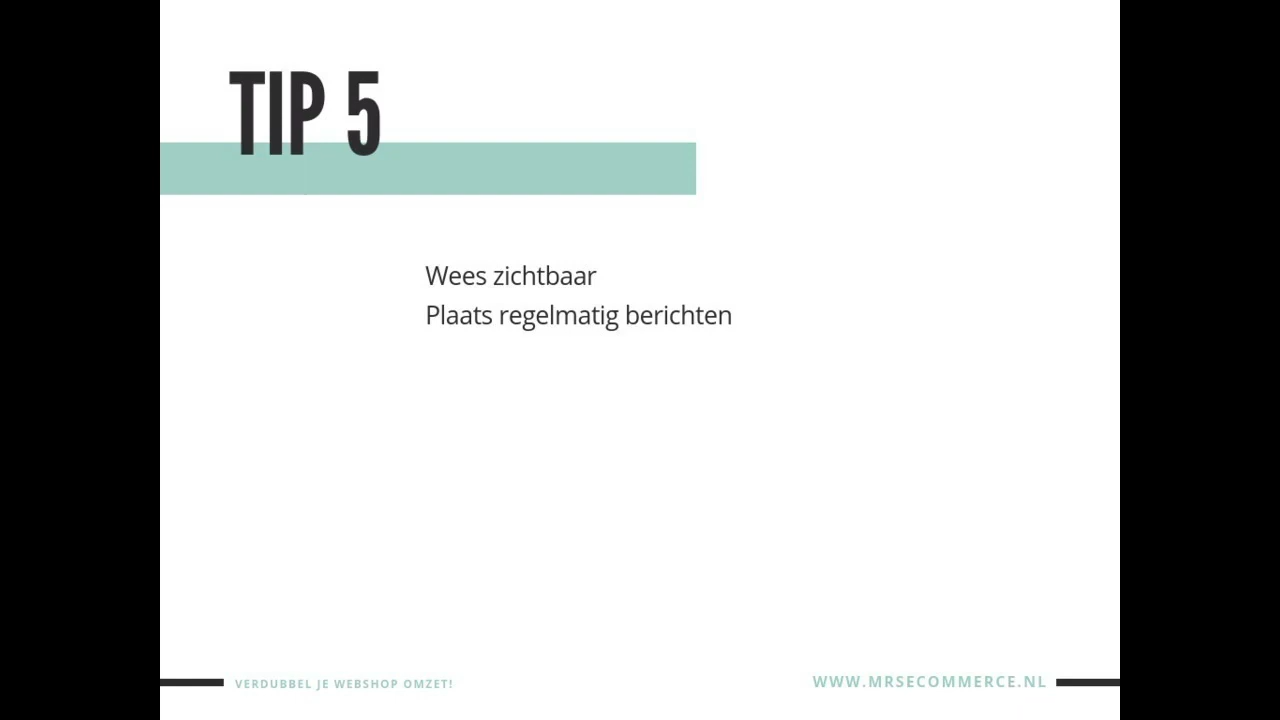 TIP 5
Wees zichtbaar
Plaats regelmatig berichten
VERDUBBEL JE WEBSHOP OMZET!
WWW.MRSECOMMERCE.NL